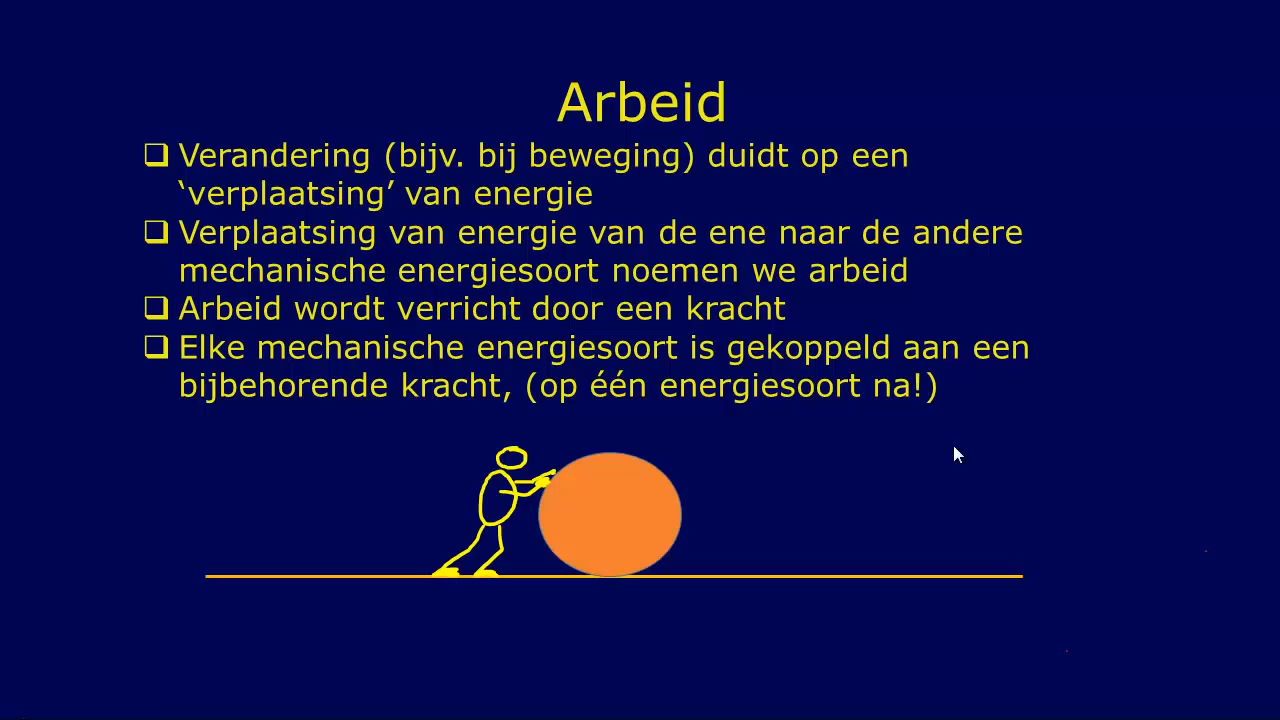 Arbeid
❑ Verandering (bijv. bij beweging) duidt op een
‘verplaatsing’ van energie
❑ Verplaatsing van energie van de ene naar de andere
mechanische energiesoort noemen we arbeid
❑ Arbeid wordt verricht door een kracht
❑ Elke mechanische energiesoort is gekoppeld aan een
bijbehorende kracht, (op één energiesoort na!)